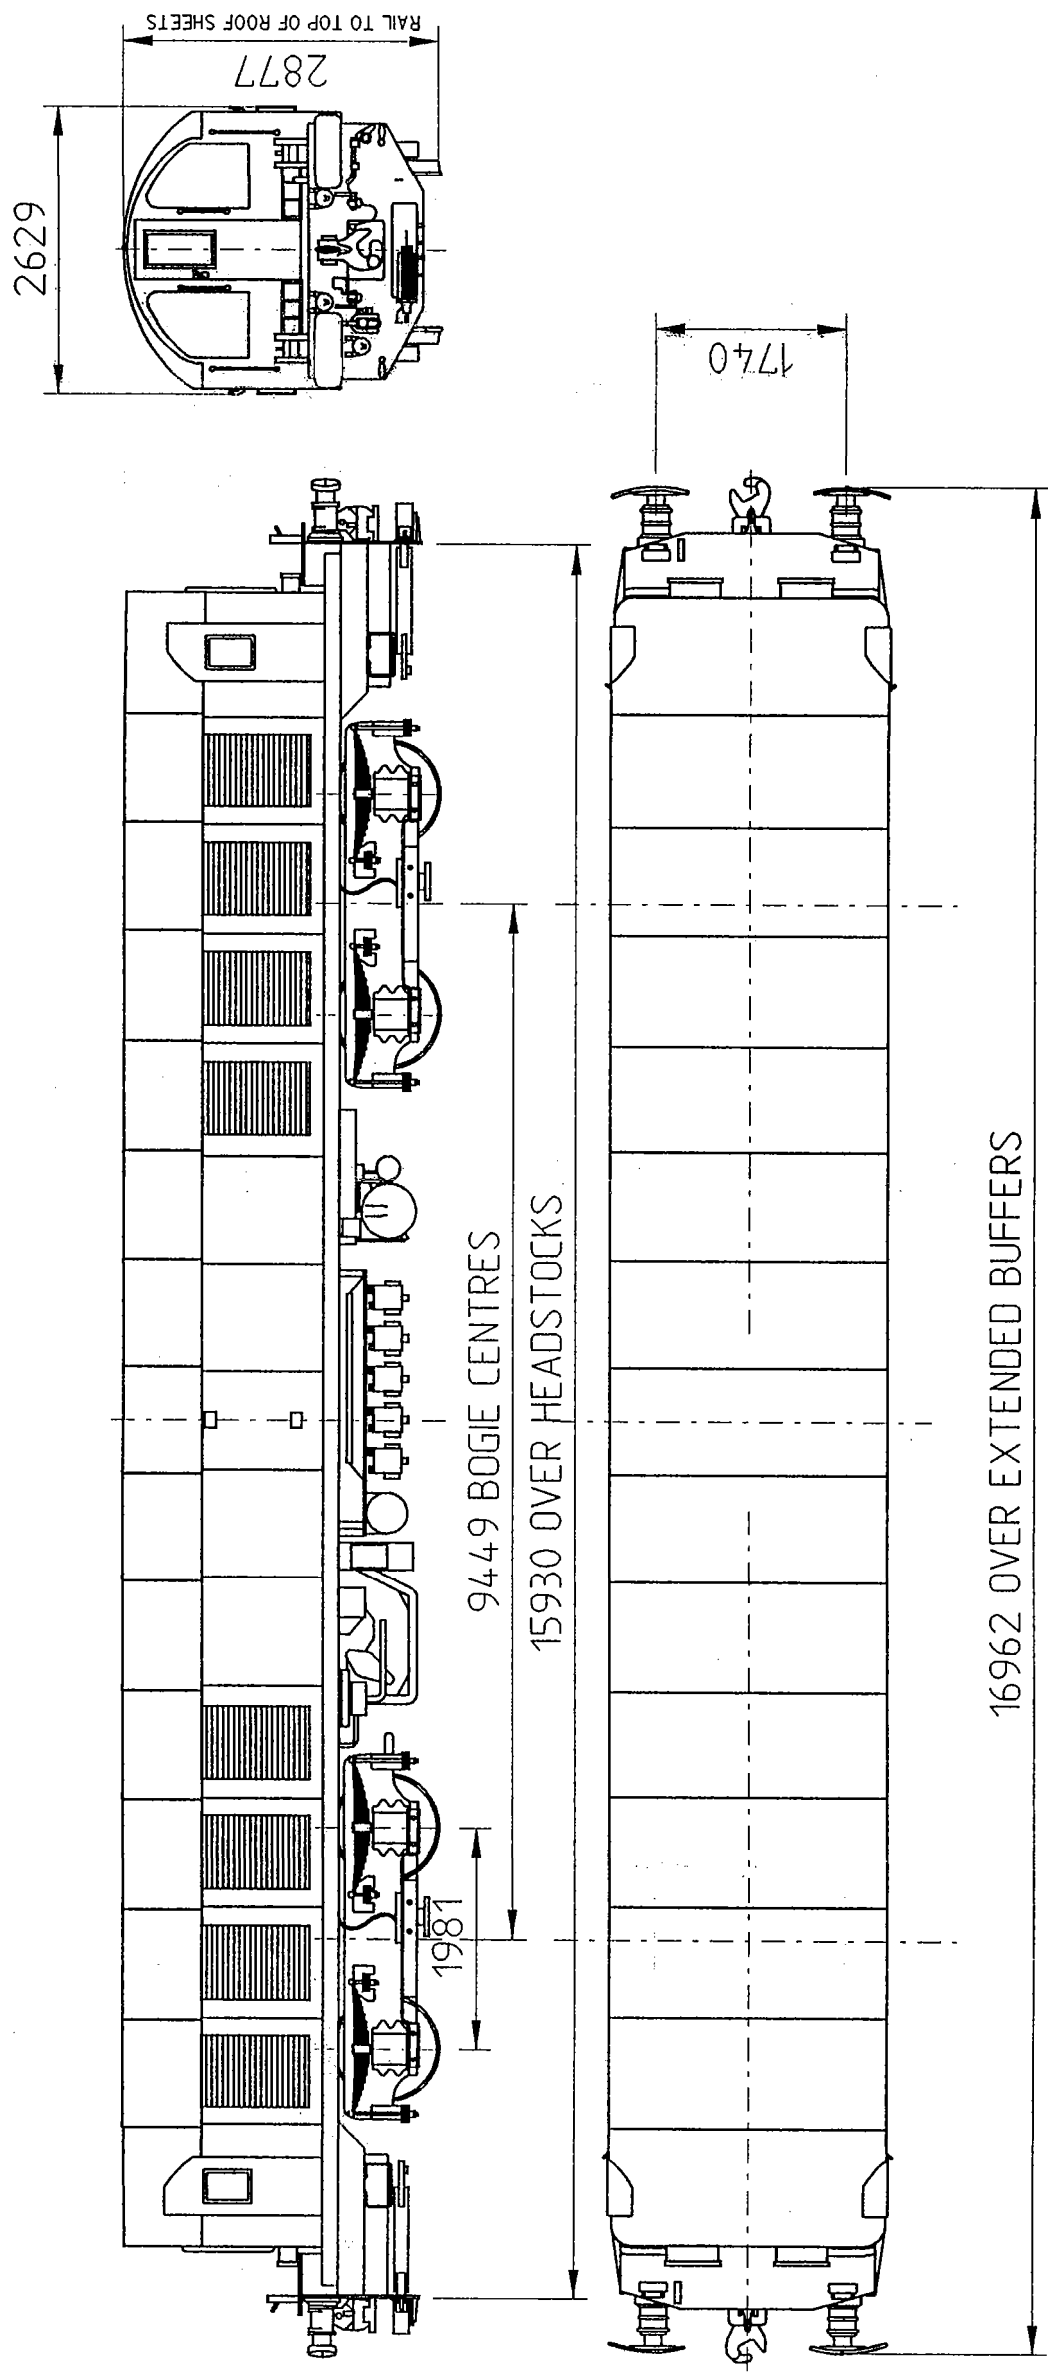 2629
2877
RAIL TO TOP OF ROOF SHEETS
1740
1981
9449 BOGIE CENTRES
15930 OVER HEADSTOCKS
16962 OVER EXTENDED BUFFERS